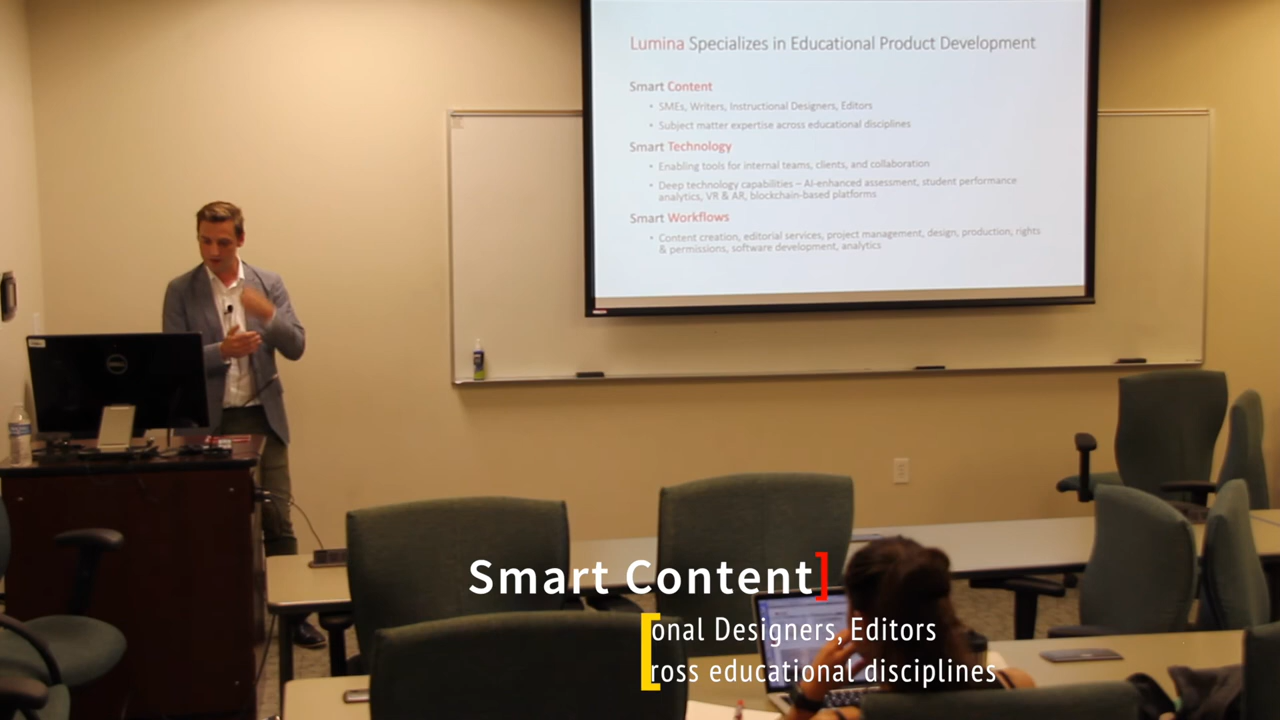 Lumina Specializes in Educational Product Development
Smart Content
• SMEs, Writers, Instructional Designers, Editors
• Subject matter expertise across educational disciplines
Smart Technology
• Enabling tools for internal teams, clients, and collaboration
• Deep technology capabilities – AI-enhanced assessment, student performance
analytics, VR & AR, blockchain-based platforms
Smart Workflows
• Content creation, editorial services, project management, design, production, rights
& permissions, software development, analytics
DELL
Smart Content]
[onal Designers, Editors
ross educational disciplines